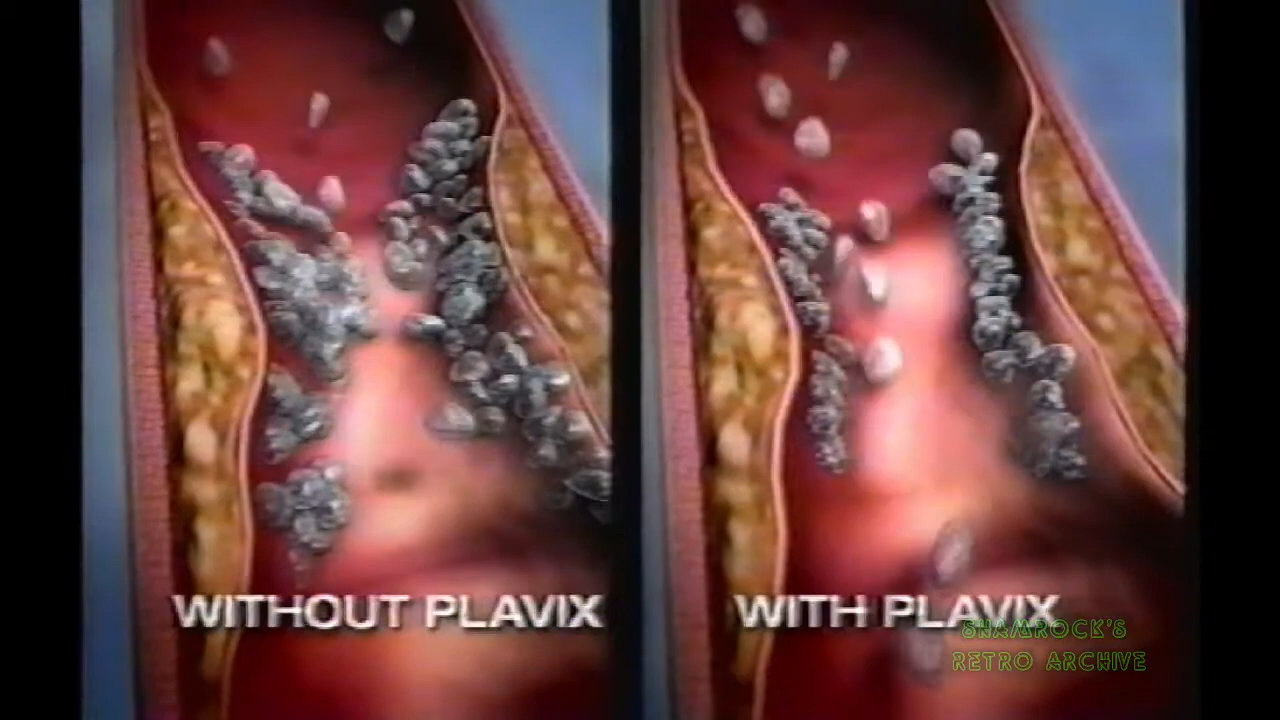 WITHOUT PLAVIX
WITH PLAVIX
SHAMROCK'S
RETRO ARCHIVE